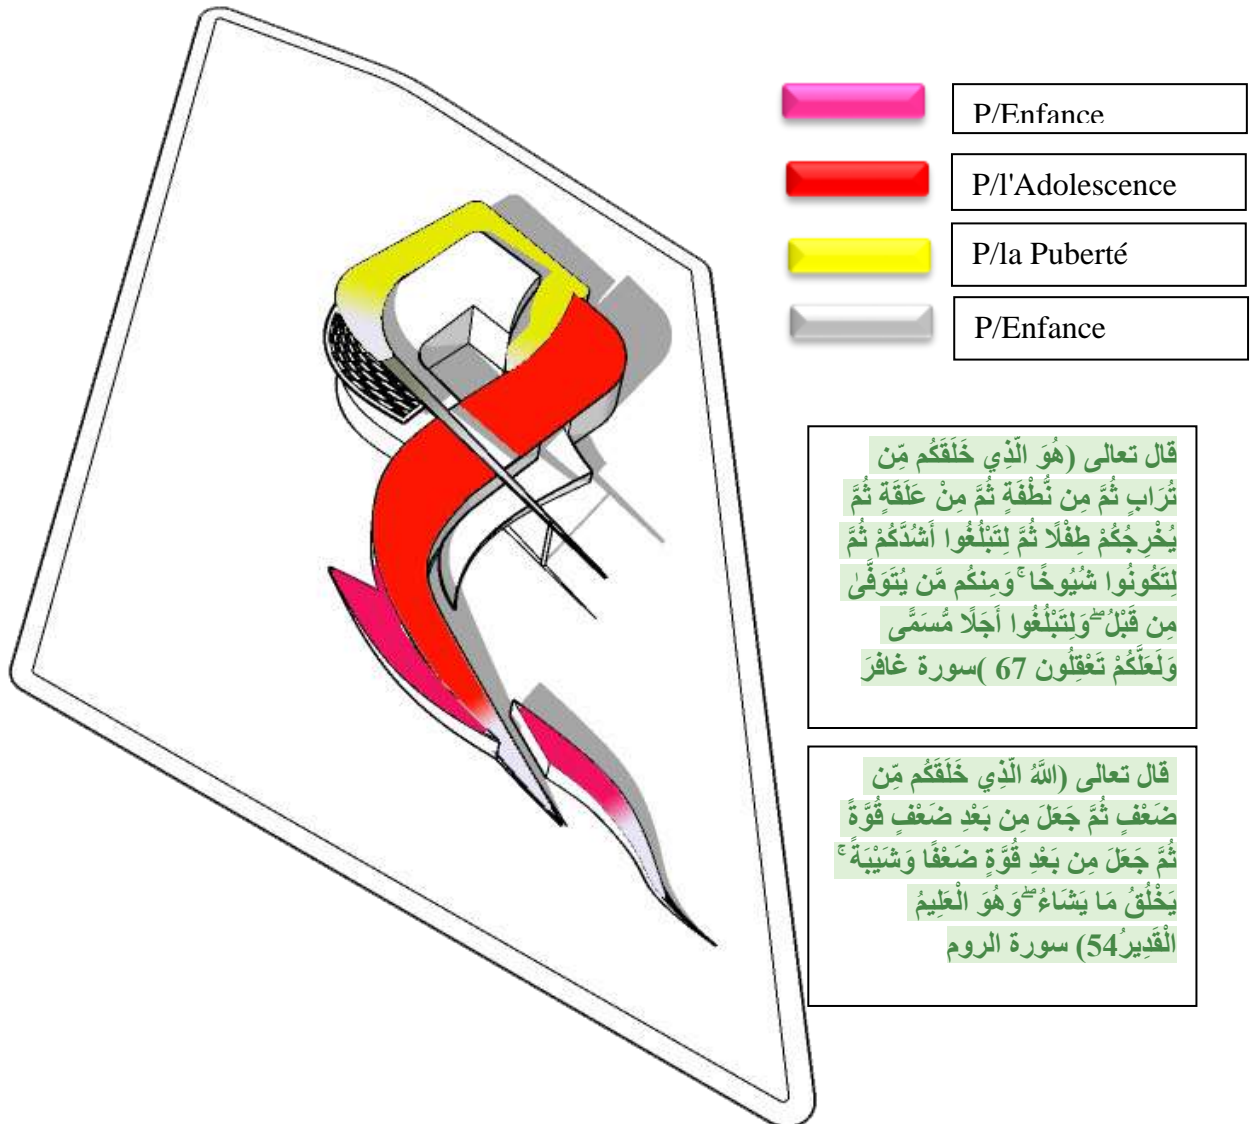 P/Enfance
P/l'Adolescence
P/la Puberté
P/Enfance
قال تعالى (هُوَ الَّذِي خَلَقَكُم مِّن
تُرَابٍ ثُمَّ مِن نُّطْفَةٍ ثُمَّ مِنْ عَلَقَةٍ ثُمَّ
يُخْرِجُكُمْ طِفْلًا ثُمَّ لِتَبْلُغُوا أَشُدَّكُمْ ثُمَّ
لِتَكُونُوا شُيُوخًا ۚ وَمِنكُم مَّن يُتَوَفَّىٰ
مِن قَبْلُ ۖ وَلِتَبْلُغُوا أَجَلًا مُّسَمًّى
وَلَعَلَّكُمْ تَعْقِلُون 67 )سورة غافرَ
قال تعالى (اللَّهُ الَّذِي خَلَقَكُم مِّن
ضَعْفٍ ثُمَّ جَعَلَ مِن بَعْدِ ضَعْفٍ قُوَّةً
ثُمَّ جَعَلَ مِن بَعْدِ قُوَّةٍ ضَعْفًا وَشَيْبَةً ۚ
يَخْلُقُ مَا يَشَاءُ ۖ وَهُوَ الْعَلِيمُ
الْقَدِيرُ54) سورة الروم